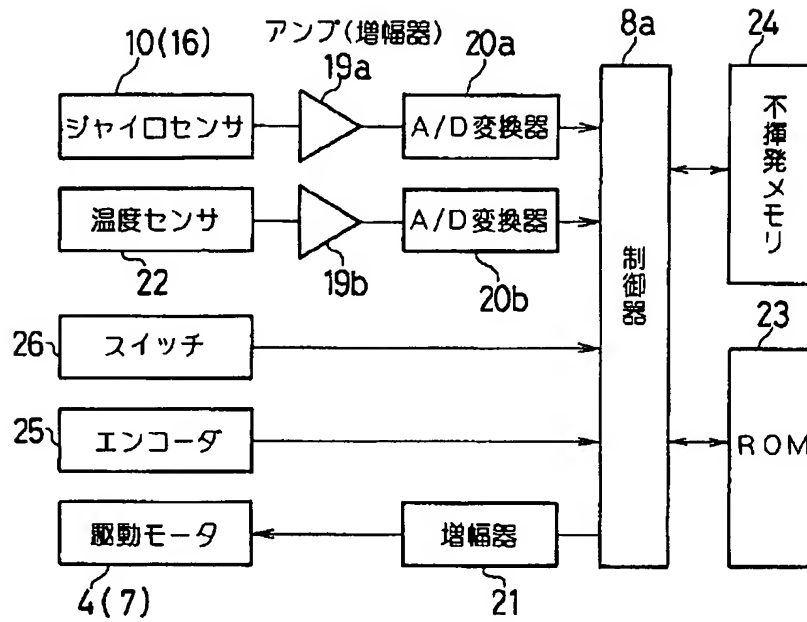 アンプ(増幅器)
10(16)
19a
20a
8a
24
ジャイロセンサ
A/D変換器
不揮発メモリ
温度センサ
A/D変換器
22
19b
20b
制御器
26
スイッチ
23
25
エンコーダ
ROM
駆動モータ
増幅器
4(7)
21